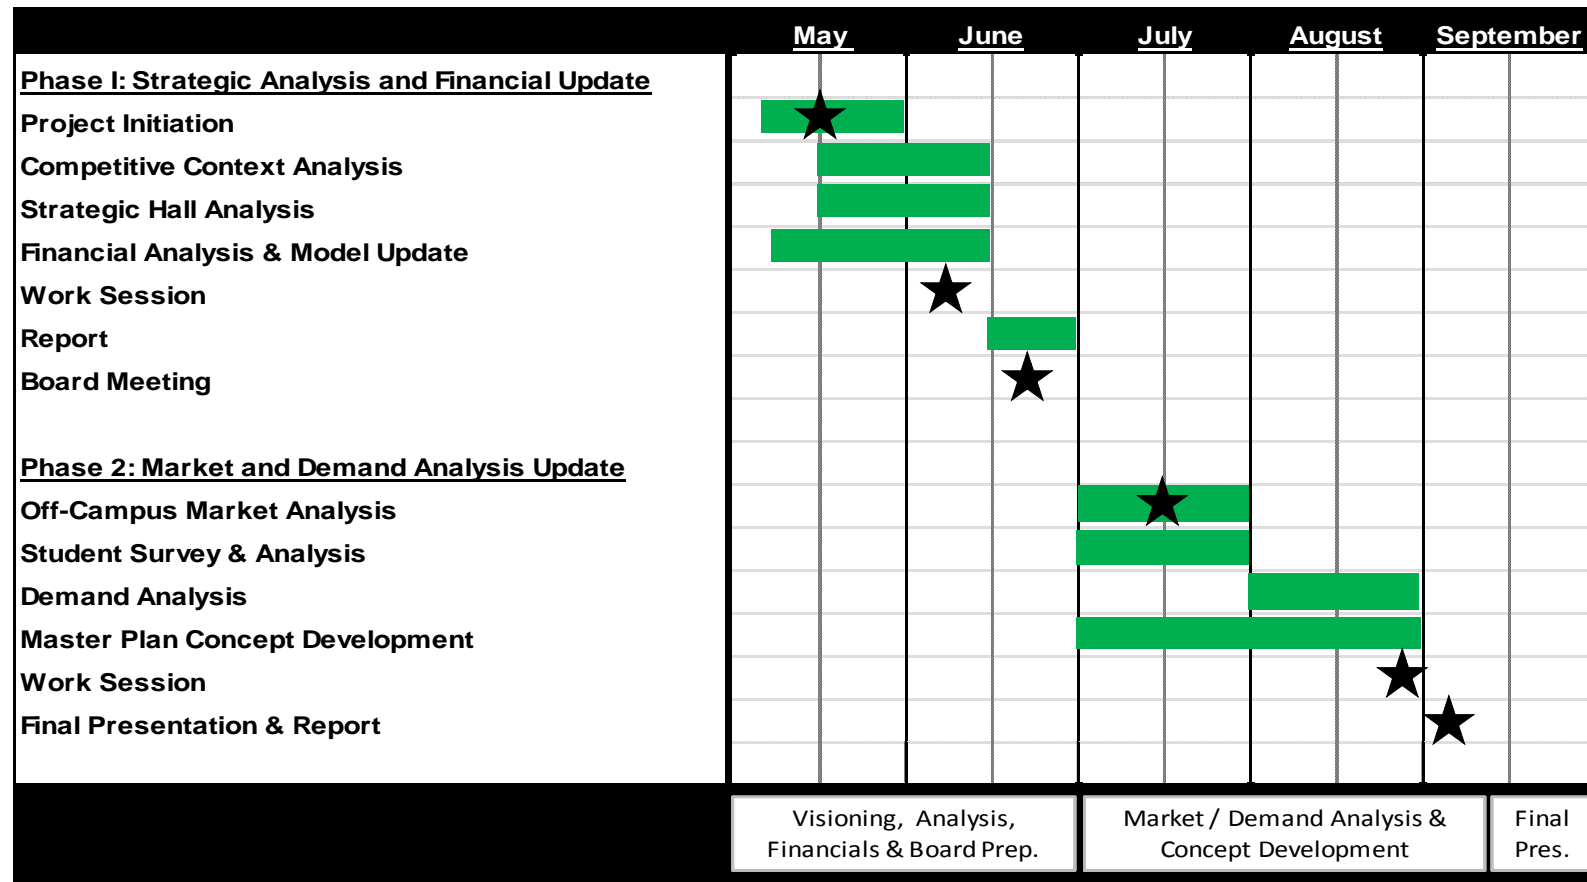 May June July August September
Phase I: Strategic Analysis and Financial Update
Project Initiation
Competitive Context Analysis
Strategic Hall Analysis
Financial Analysis & Model Update
Work Session
Report
Board Meeting
Phase 2: Market and Demand Analysis Update
Off-Campus Market Analysis
Student Survey & Analysis
Demand Analysis
Master Plan Concept Development
Work Session
Final Presentation & Report
Visioning, Analysis,
Financials & Board Prep.
Market / Demand Analysis &
Concept Development
Final
Pres.